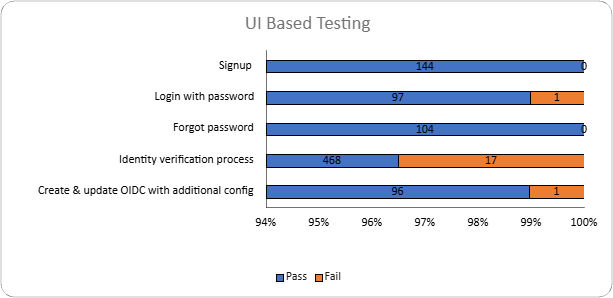 UI Based Testing
Signup 144 0
Login with password 97 1
Forgot password 104 0
Identity verification process 468 17
Create & update OIDC with additional config 96 1
94% 95% 96% 97% 98% 99% 100%
Pass Fail